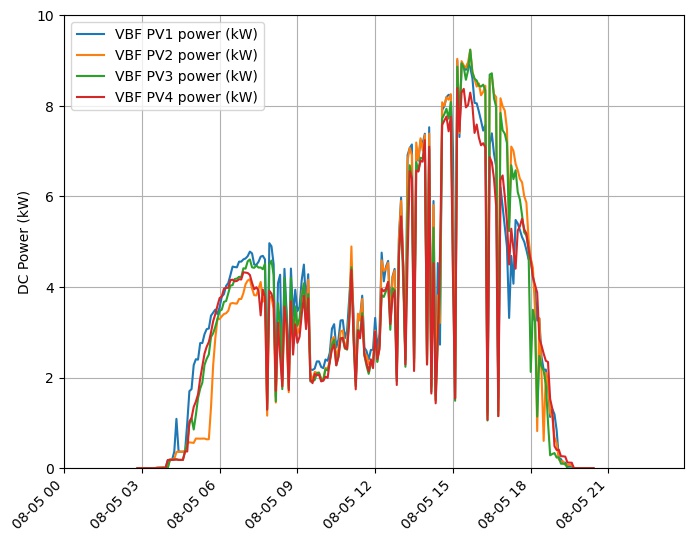 10
VBF PV1 power (kW)
VBF PV2 power (kW)
VBF PV3 power (kW)
VBF PV4 power (kW)
8
6
4
2
0
DC Power (kW)
08-05 00
08-05 03
08-05 06
08-05 09
08-05 12
08-05 15
08-05 18
08-05 21